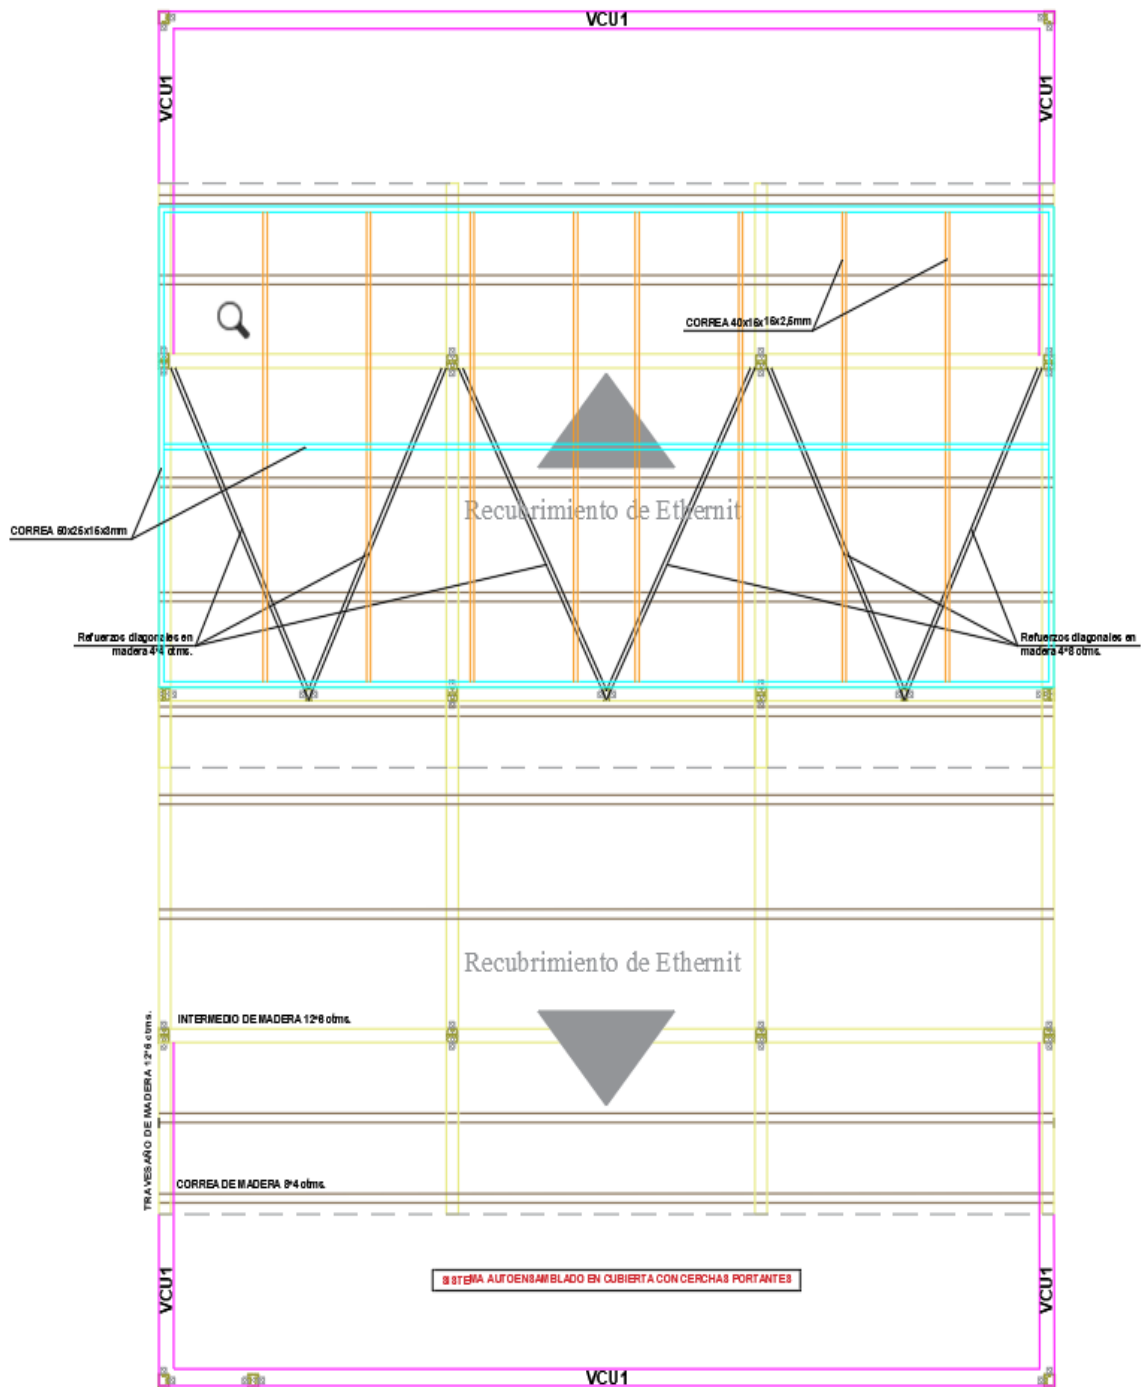 VCU1
VCU1
VCU1
CORREA 40x16x16x2,5mm
Recubrimiento de Ethernit
CORREA 50x25x15x3mm
Refuerzos diagonales en
madera 4*4 ctms.
Refuerzos diagonales en
madera 4*8 ctms.
Recubrimiento de Ethernit
INTERMEDIO DE MADERA 12*6 ctms.
TRAVESAÑO DE MADERA 12*6 ctms.
CORREA DE MADERA 8*4 ctms.
SISTEMA AUTOENSAMBLADO EN CUBIERTA CON CERCHAS PORTANTES
VCU1
VCU1
VCU1